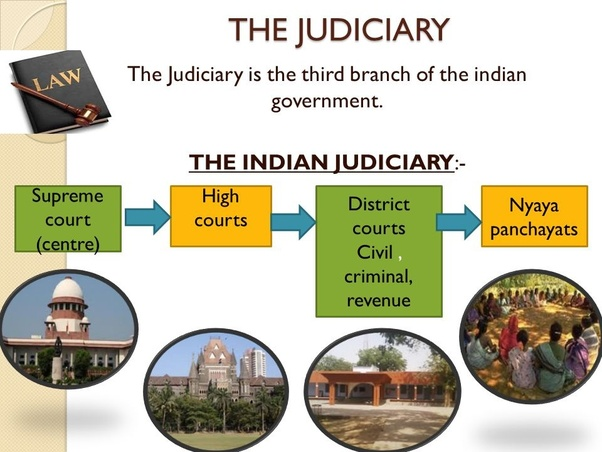 THE JUDICIARY
LAW
The Judiciary is the third branch of the indian
government.
THE INDIAN JUDICIARY:-
Supreme
court
(centre)
High
courts
District
courts
Civil ,
criminal,
revenue
Nyaya
panchayats